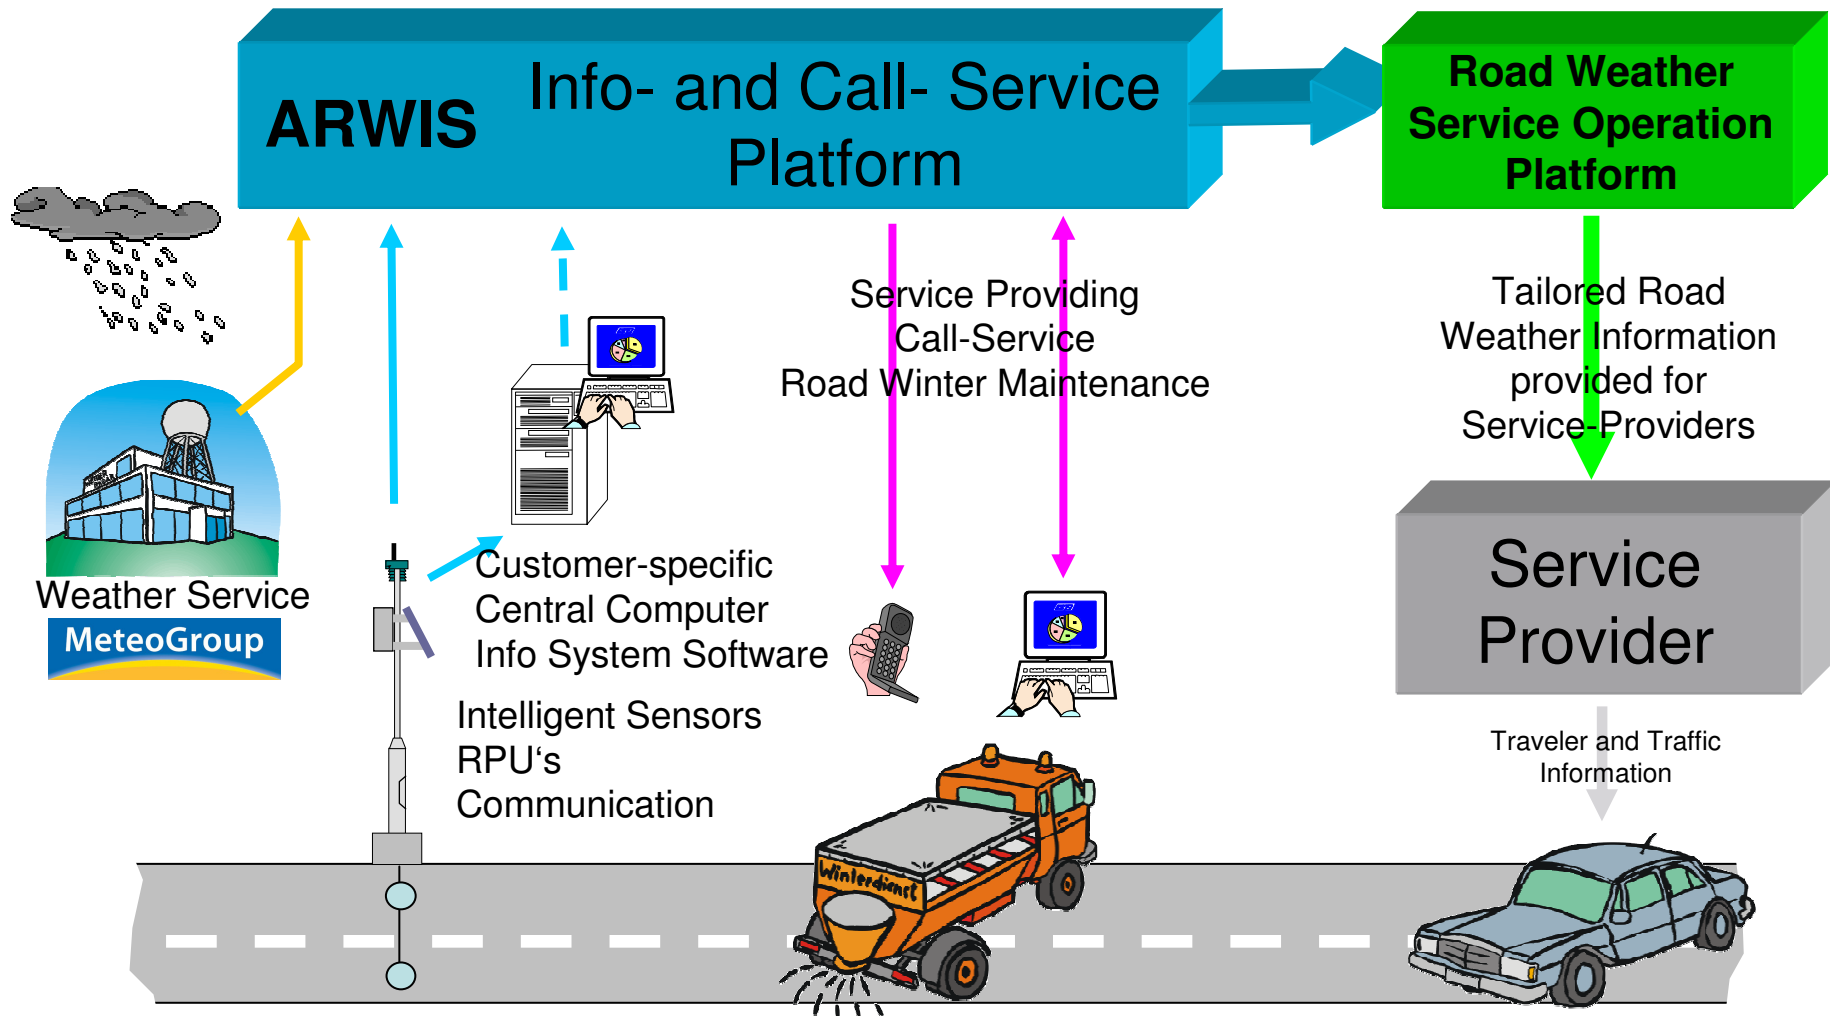 ARWIS
Info- and Call- Service
Platform
Road Weather
Service Operation
Platform
Service Providing
Call-Service
Road Winter Maintenance
Tailored Road
Weather Information
provided for
Service-Providers
Weather Service
MeteoGroup
Customer-specific
Central Computer
Info System Software
Intelligent Sensors
RPU‘s
Communication
Service
Provider
Traveler and Traffic
Information
Winterdienst